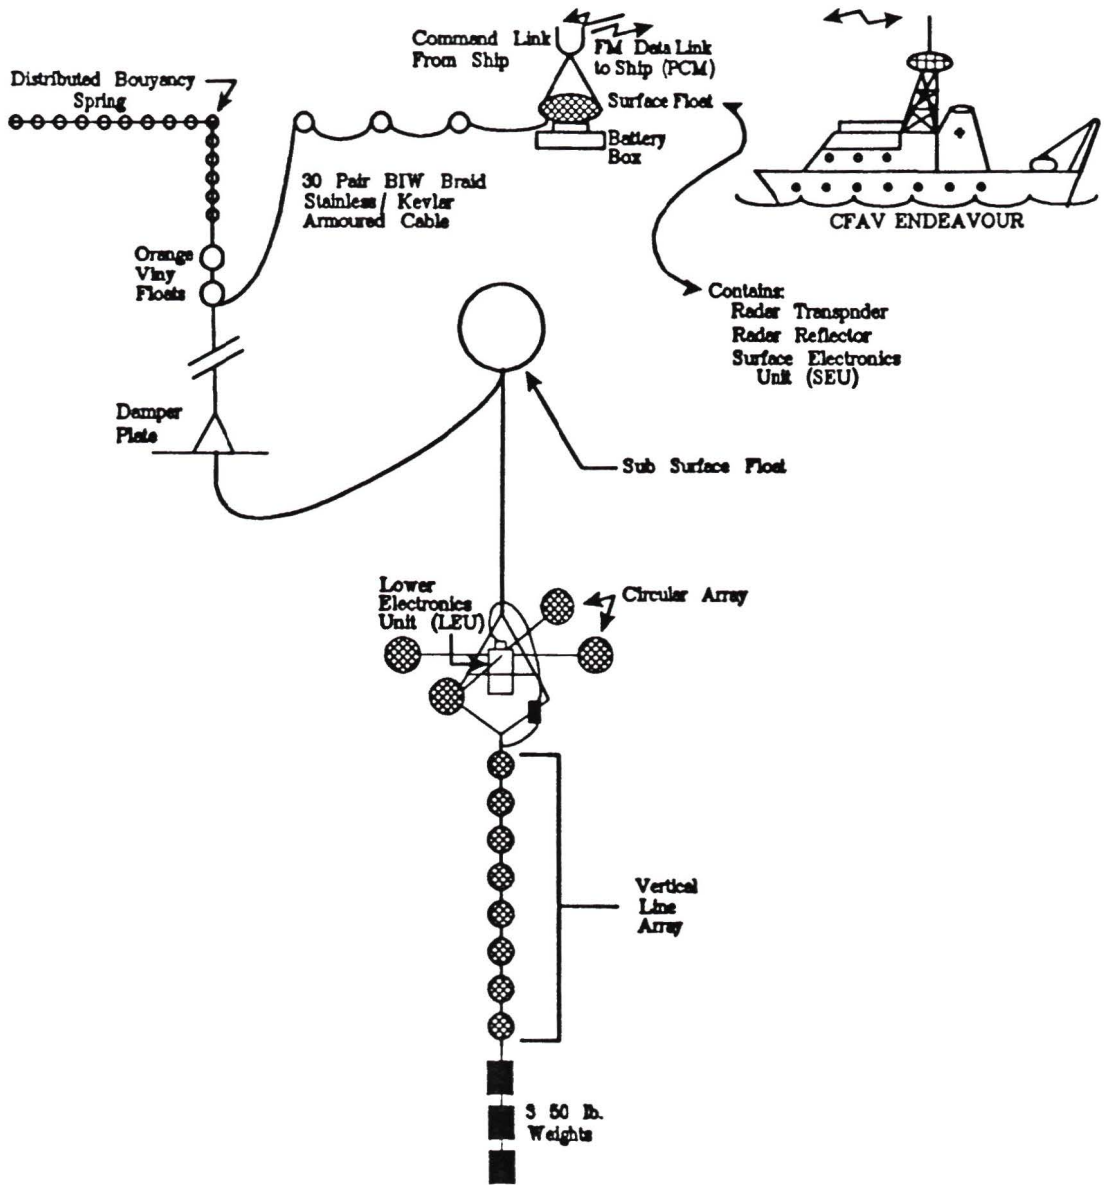 Command Link
From Ship
FM Data Link
to Ship (PCM)
Distributed Bouyancy
Spring
Surface Float
Battery
Box
30 Pair BIW Braid
Stainless/ Kevlar
Armoured Cable
CFAV ENDEAVOUR
Orange
Viny
Floats
Contains:
Radar Transpnder
Radar Reflector
Surface Electronics
Unit (SEU)
Damper
Plate
Sub Surface Float
Lower
Electronics
Unit (LEU)
Circular Array
Vertical
Line
Array
3 50 lb.
Weights